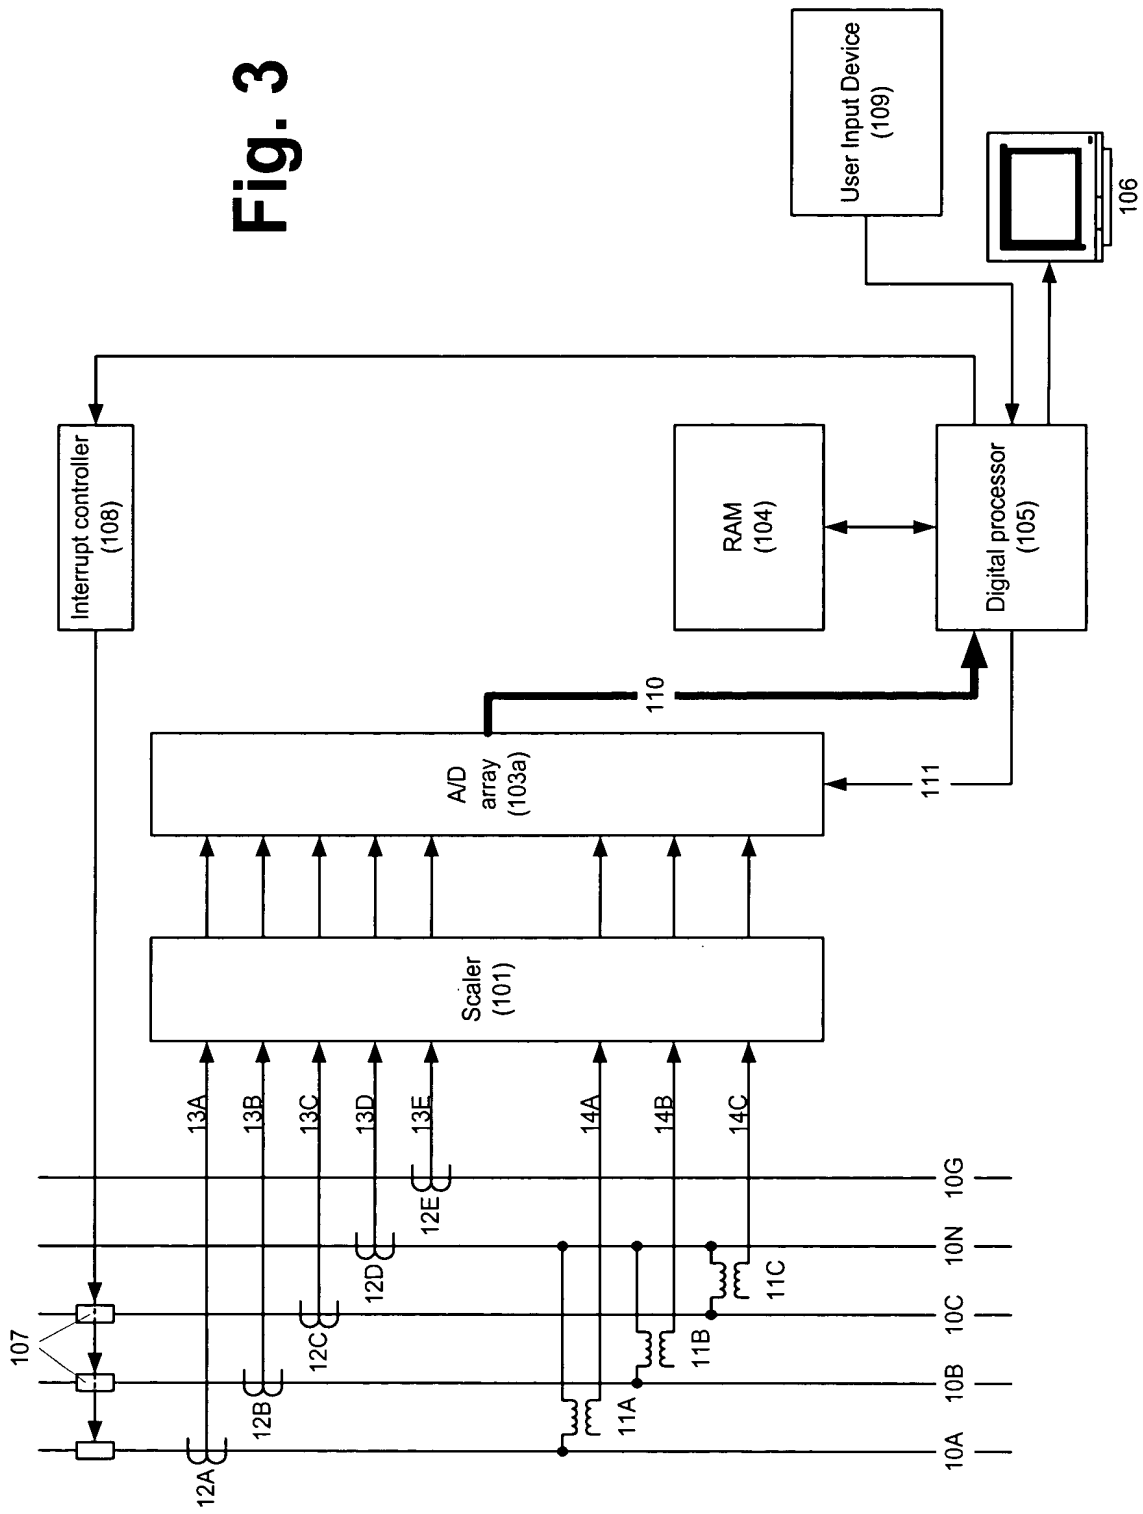 Fig. 3
107
Interrupt controller
(108)
12A
12B
12C
12D
12E
13A
13B
13C
13D
13E
14A
14B
14C
11A
11B
11C
Scaler
(101)
A/D
array
(103a)
110
111
RAM
(104)
Digital processor
(105)
User Input Device
(109)
106
10A
10B
10C
10N
10G